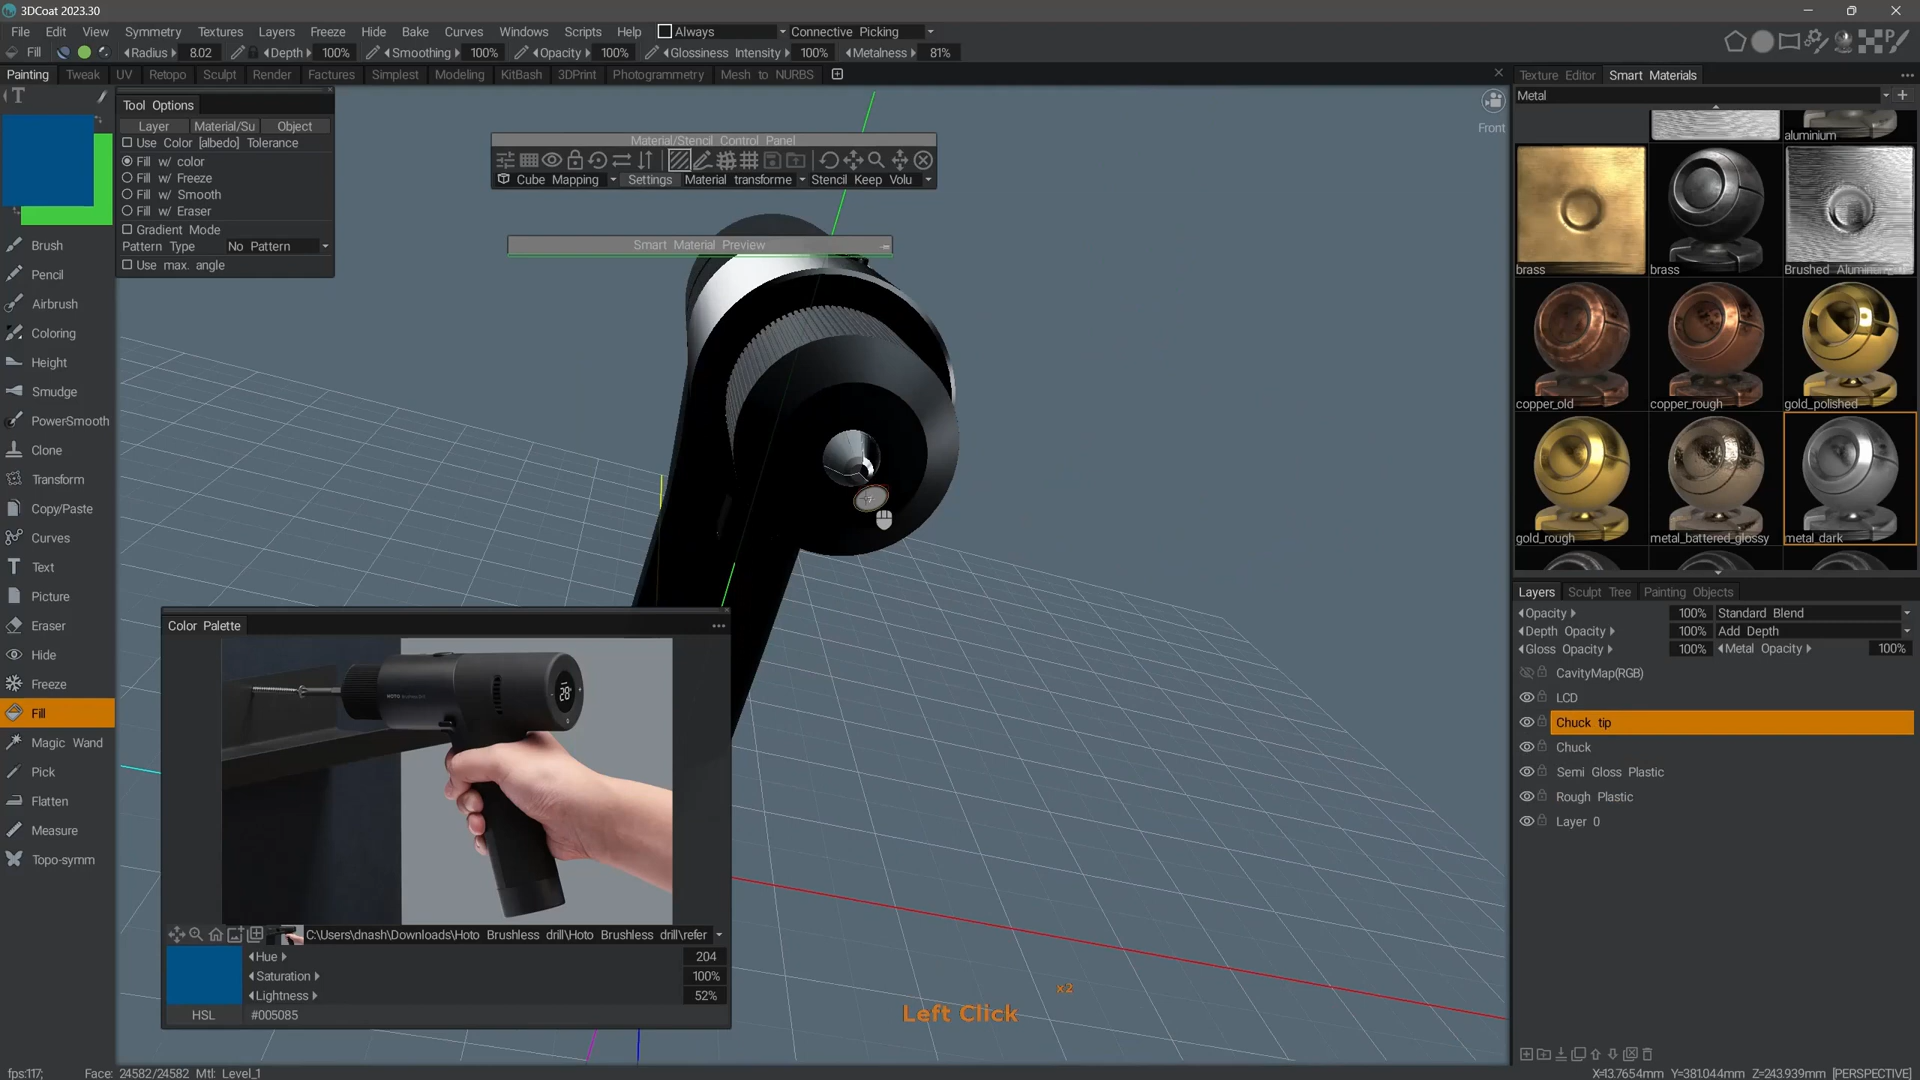 3DCoat 2023.30
File Edit View Symmetry Textures Layers Freeze Hide Bake Curves Windows Scripts Help Always Connective Picking
Fill Radius 8.02 Depth 100% Smoothing 100% Opacity 100% Glossiness Intensity 100% Metalness 81%
Painting Tweak UV Retopo Sculpt Render Factures Simplest Modeling KitBash 3DPrint Photogrammetry Mesh to NURBS
Texture Editor Smart Materials
Metal
T
Tool Options
Layer Material/Su Object
Use Color [albedo] Tolerance
Fill w/ color
Fill w/ Freeze
Fill w/ Smooth
Fill w/ Eraser
Gradient Mode
Pattern Type No Pattern
Use max. angle
Material/Stencil Control Panel
Cube Mapping Settings Material transforme Stencil Keep Volu
Smart Material Preview
Front
Brush
Pencil
Airbrush
Coloring
Height
Smudge
PowerSmooth
Clone
Transform
Copy/Paste
Curves
Text
Picture
Eraser
Hide
Freeze
Fill
Magic Wand
Pick
Flatten
Measure
Topo-symm
aluminium
brass brass Brushed Aluminum
copper_old copper_rough gold_polished
gold_rough metal_battered_glossy metal_dark
Layers Sculpt Tree Painting Objects
Opacity 100% Standard Blend
Depth Opacity 100% Add Depth
Gloss Opacity 100% Metal Opacity 100%
CavityMap(RGB)
LCD
Chuck tip
Chuck
Semi Gloss Plastic
Rough Plastic
Layer 0
Color Palette
HOTO
28
C:\Users\dnash\Downloads\Hoto Brushless drill\Hoto Brushless drill\refer
Hue 204
Saturation 100%
Lightness 52%
HSL #005085
x2
Left Click
fps:117; Face: 24582/24582 Mtl: Level_1
X=13.7654mm Y=381.044mm Z=243.939mm [PERSPECTIVE]